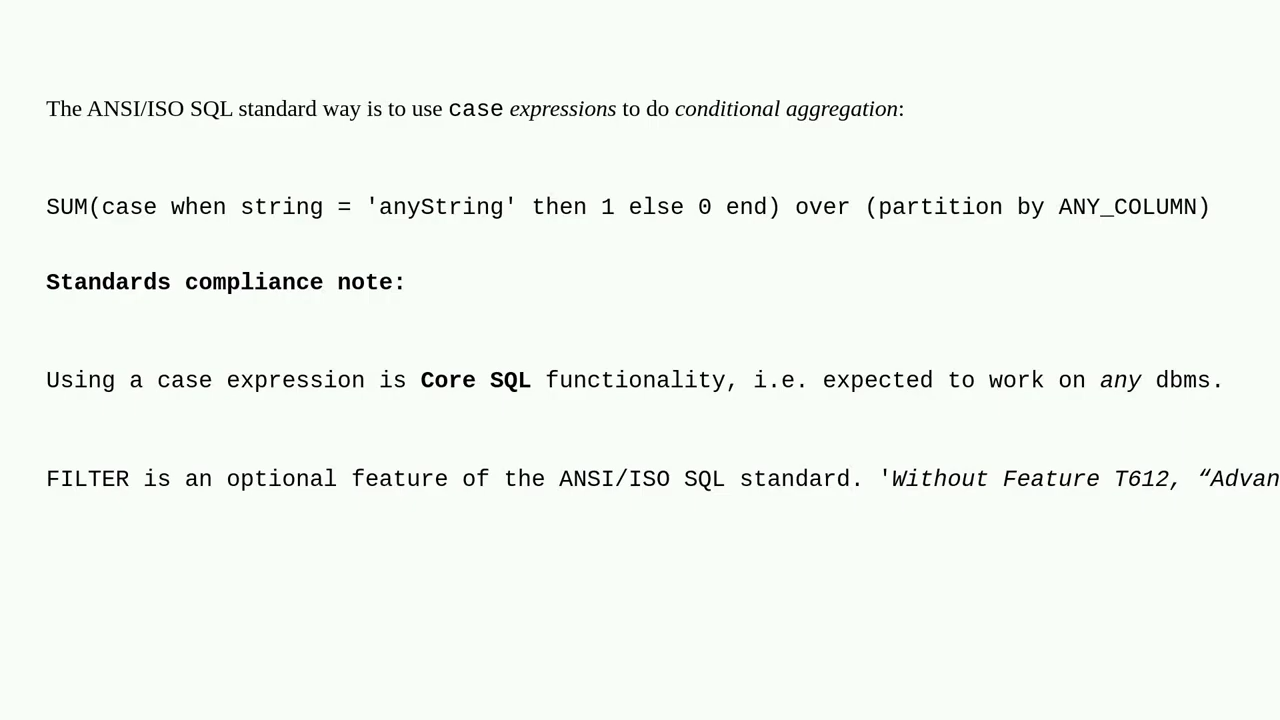 The ANSI/ISO SQL standard way is to use case expressions to do conditional aggregation:
SUM(case when string = 'anyString' then 1 else 0 end) over (partition by ANY_COLUMN)
Standards compliance note:
Using a case expression is Core SQL functionality, i.e. expected to work on any dbms.
FILTER is an optional feature of the ANSI/ISO SQL standard. 'Without Feature T612, “Advan